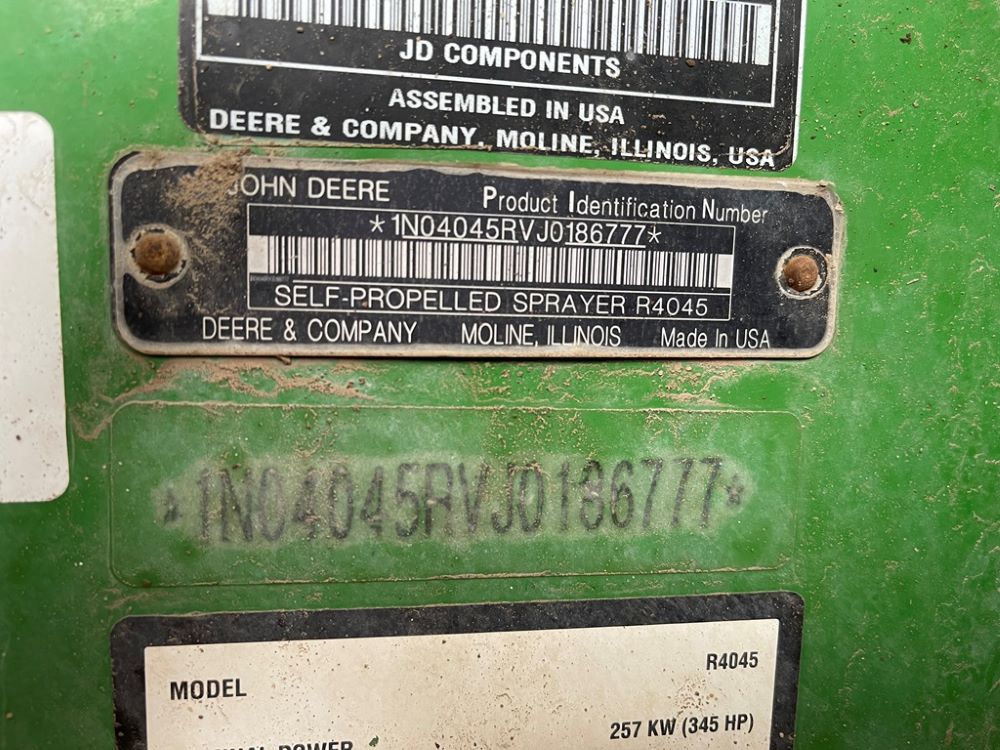 JD COMPONENTS
ASSEMBLED IN USA
DEERE & COMPANY, MOLINE, ILLINOIS, USA
JOHN DEERE Product Identification Number
*1N04045RVJ0186777*
SELF-PROPELLED SPRAYER R4045
DEERE & COMPANY MOLINE, ILLINOIS Made In USA
*1N04045RVJ0186777*
MODEL R4045
POWER 257 KW (345 HP)